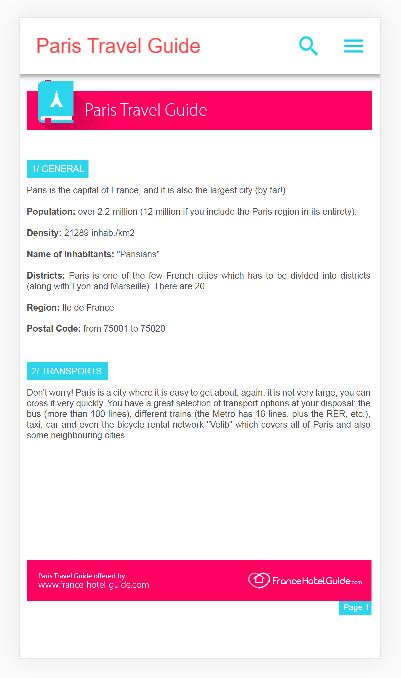 Paris Travel Guide
Paris Travel Guide
1/ GENERAL
Paris is the capital of France, and it is also the largest city (by far!)
Population: over 2.2 million (12 million if you include the Paris region in its entirety).
Density: 21289 inhab./km2
Name of Inhabitants: "Parisians"
Districts: Paris is one of the few French cities which has to be divided into districts
(along with Lyon and Marseille). There are 20
Region: Ile de France
Postal Code: from 75001 to 75020
2/ TRANSPORTS
Don't worry! Paris is a city where it is easy to get about, again, it is not very large, you can
cross it very quickly. You have a great selection of transport options at your disposal: the
bus (more than 100 lines), different trains (the Metro has 16 lines, plus the RER, etc.),
taxi, car and even the bicycle rental network "Velib" which covers all of Paris and also
some neighbouring cities
Paris Travel Guide offered by
www.france-hotel-guide.com
FranceHotelGuide.com
Page 1